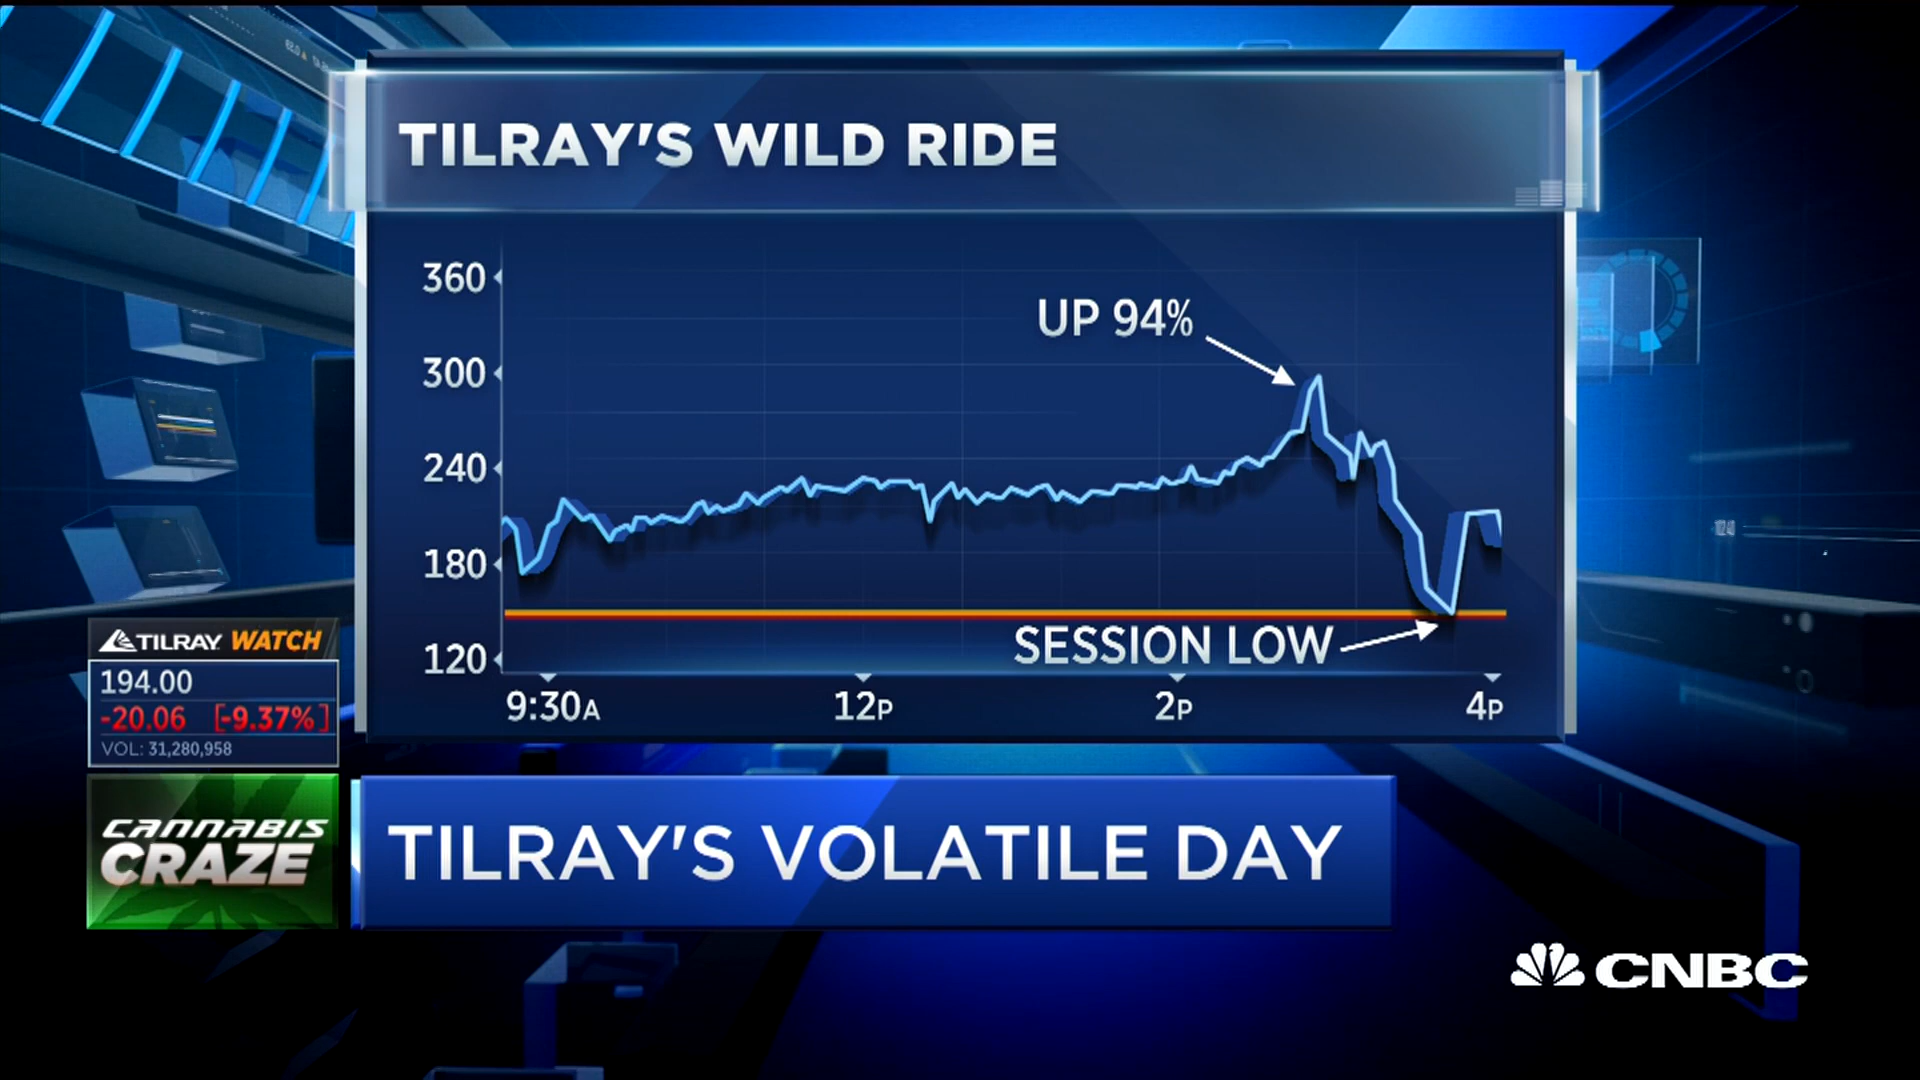 TILRAY'S WILD RIDE
360
300
240
180
120
UP 94%
SESSION LOW
9:30A
12P
2P
4P
TILRAY WATCH
194.00
-20.06 [-9.37%]
VOL: 31,280,958
CANNABIS
CRAZE
TILRAY'S VOLATILE DAY
CNBC